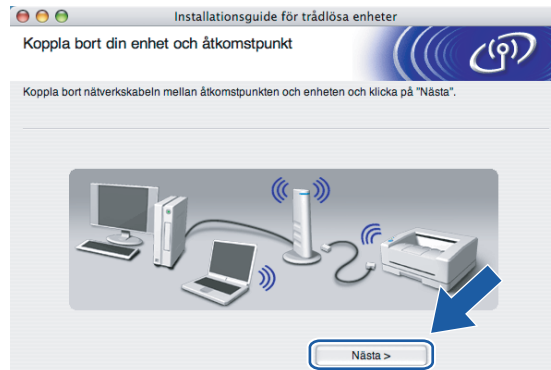 Installationsguide för trådlösa enheter
Koppla bort din enhet och åtkomstpunkt
Koppla bort nätverkskabeln mellan åtkomstpunkten och enheten och klicka på "Nästa".
Nästa >